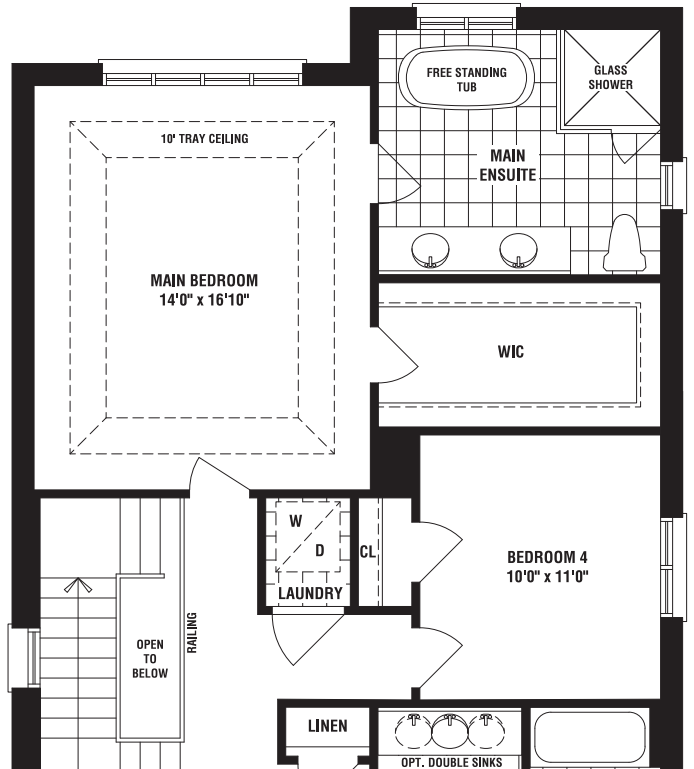 FREE STANDING
TUB
GLASS
SHOWER
10' TRAY CEILING
MAIN
ENSUITE
MAIN BEDROOM
14'0" x 16'10"
WIC
W
D
CL
LAUNDRY
BEDROOM 4
10'0" x 11'0"
OPEN
TO
BELOW
RAILING
LINEN
OPT. DOUBLE SINKS